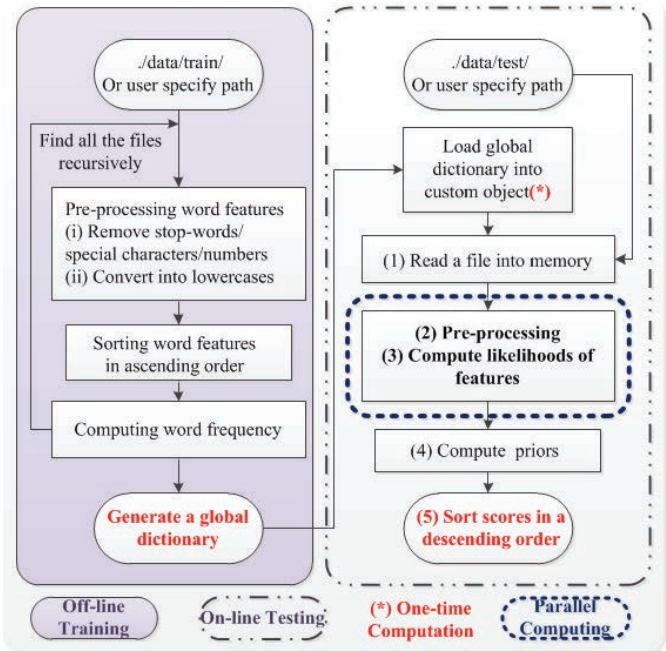 ./data/train/
Or user specify path
Find all the files
recursively
Pre-processing word features
(i) Remove stop-words/
special characters/numbers
(ii) Convert into lowercases
Sorting word features
in ascending order
Computing word frequency
Generate a global
dictionary
./data/test/
Or user specify path
Load global
dictionary into
custom object(*)
(1) Read a file into memory
(2) Pre-processing
(3) Compute likelihoods of
features
(4) Compute priors
(5) Sort scores in a
descending order
Off-line
Training
On-line Testing
(*) One-time
Computation
Parallel
Computing